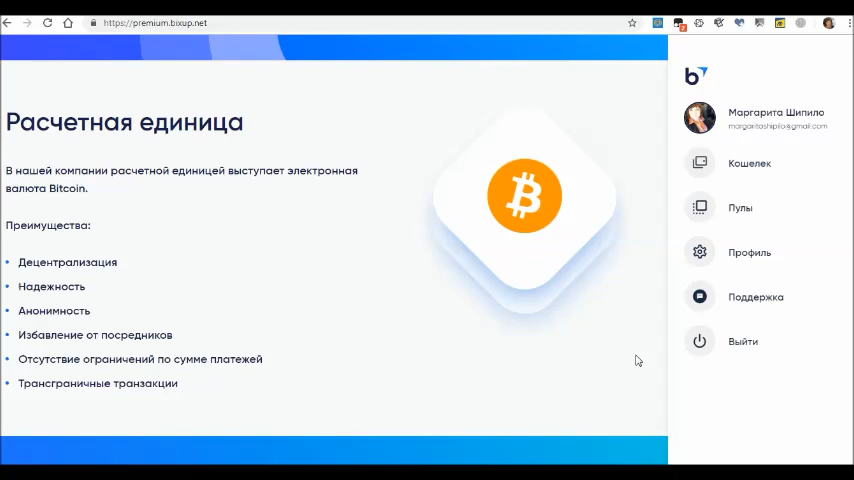 https://premium.bixup.net
2
b
Расчетная единица
Маргарита Шипило
margaritashipilo@gmail.com
В нашей компании расчетной единицей выступает электронная
валюта Bitcoin.
Преимущества:
Децентрализация
Надежность
Анонимность
Избавление от посредников
Отсутствие ограничений по сумме платежей
Трансграничные транзакции
Кошелек
Пулы
Профиль
Поддержка
Выйти